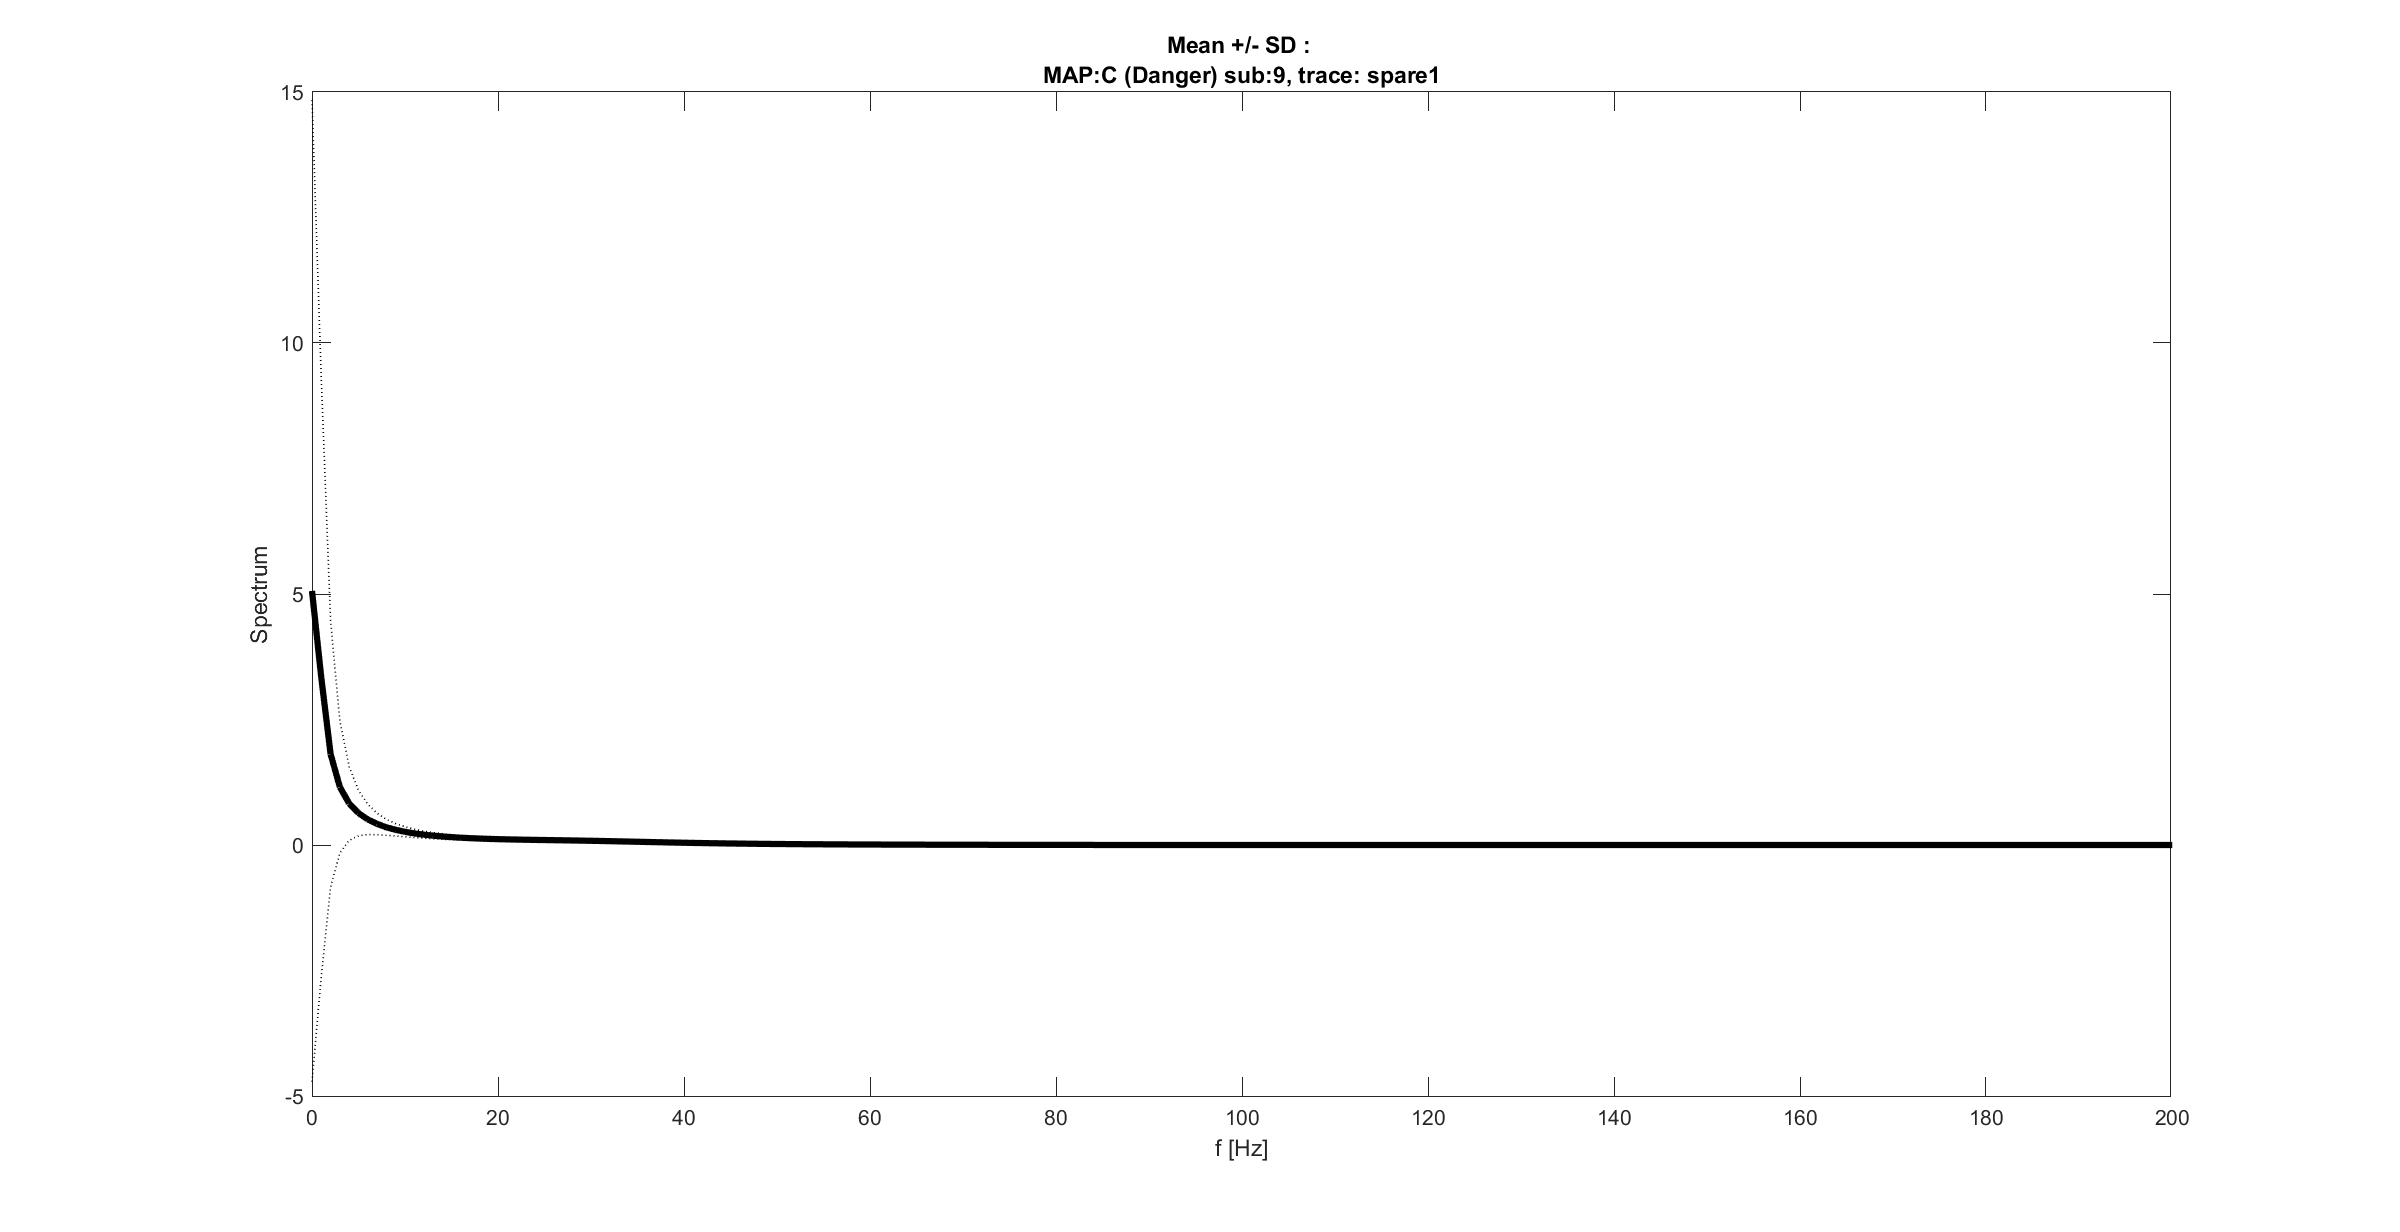 Mean +/- SD :
MAP:C (Danger) sub:9, trace: spare1
15
10
5
0
-5
Spectrum
0 20 40 60 80 100 120 140 160 180 200
f [Hz]